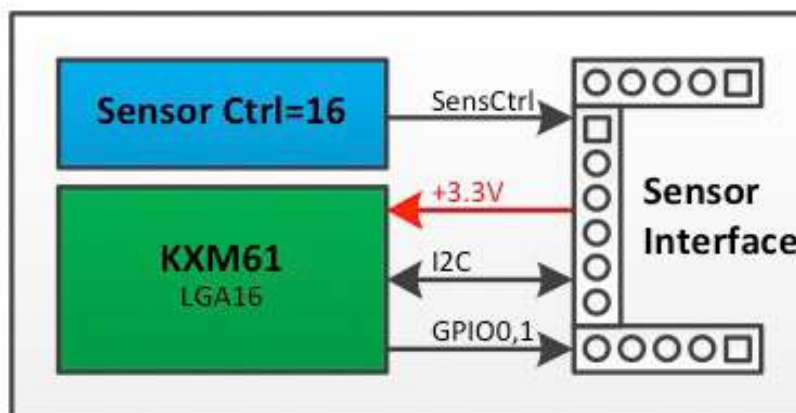 Sensor Ctrl=16
SensCtrl
+3.3V
KXM61
LGA16
I2C
GPIO0,1
Sensor
Interface